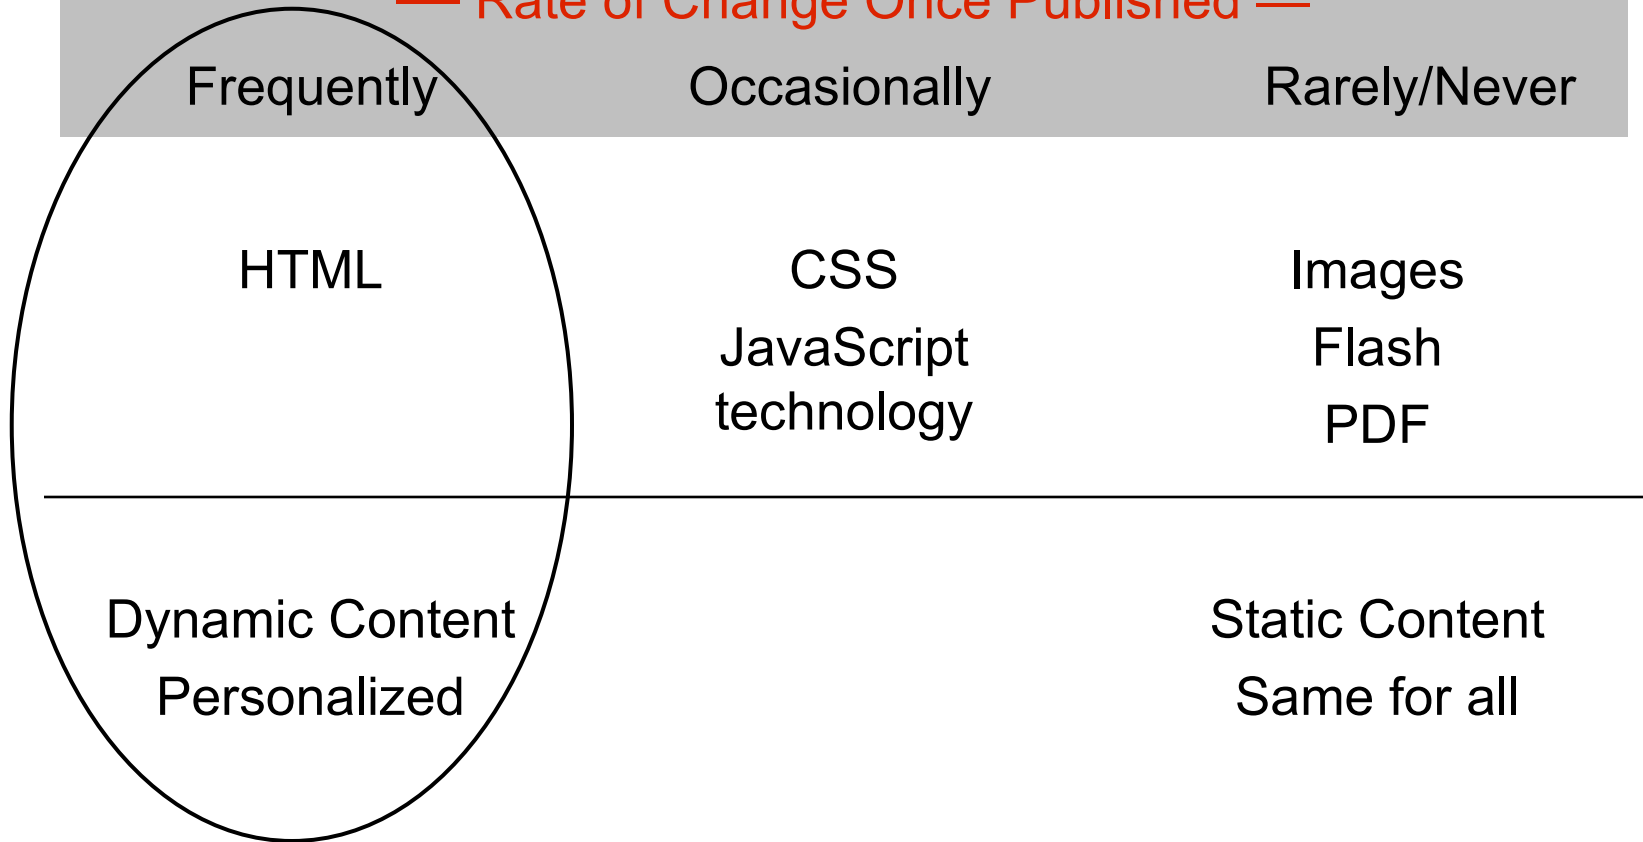 — Rate of Change Once Published —
Frequently Occasionally Rarely/Never
HTML CSS Images
JavaScript Flash
technology PDF
Dynamic Content Static Content
Personalized Same for all